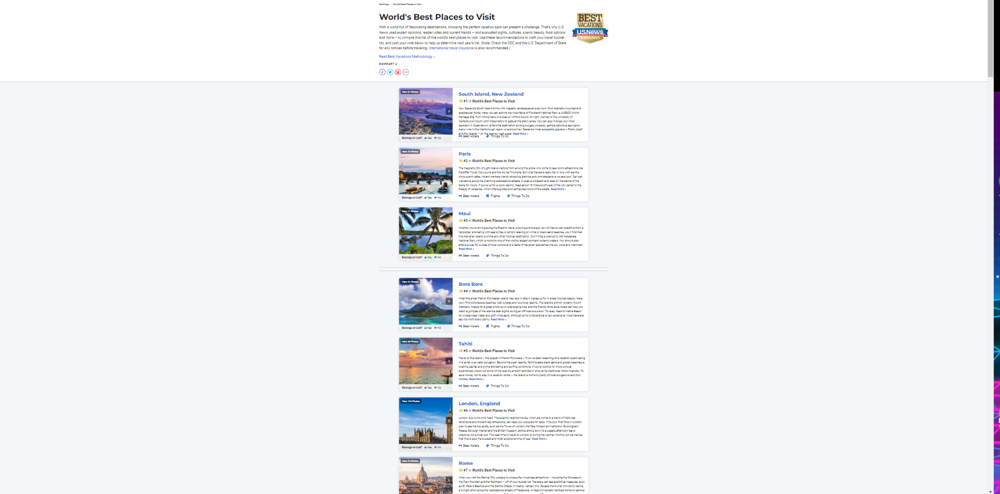 Rankings / World's Best Places to Visit
World's Best Places to Visit
With a world full of fascinating destinations, choosing the perfect vacation spot can present a challenge. That's why U.S.
News used expert opinions, reader votes and current trends – and evaluated sights, cultures, scenic beauty, food options
and more – to compile this list of the world's best places to visit. Use these recommendations to craft your travel bucket
list, and cast your vote below to help us determine next year's list. (Note: Check the CDC and the U.S. Department of State
for any notices before traveling. International travel insurance is also recommended.)
BEST
VACATIONS
U.S.News
RANKINGS
Read Best Vacations Methodology »
SUMMARY
View 51 Photos
South Island, New Zealand
#1 in World's Best Places to Visit
New Zealand's South Island brims with majestic landscapes at every turn, from dramatic mountains to
spectacular fjords. Here, you can admire the mountains of Fiordland National Park, a UNESCO World
Heritage Site, from hiking trails or a boat on Milford Sound. At night, journey to the University of
Canterbury's Mount John Observatory to gaze at the starry skies. You can also indulge your inner
daredevil in Queenstown (a favorite destination among bungee jumpers), sample delicious sauvignon
blanc wine in the Marlborough region or explore New Zealand's most accessible glaciers – Franz Josef
and Fox Glacier – on the island's west coast. Read More »
Best Hotels Things To Do
Belongs on List? Yes No
View 70 Photos
Paris
#2 in World's Best Places to Visit
The magnetic City of Light draws visitors from around the globe who come to see iconic attractions like
the Eiffel Tower, the Louvre and the Arc de Triomphe. But what travelers really fall in love with are the
city's quaint cafes, vibrant markets, trendy shopping districts and unmistakable je ne sais quoi. Get lost
wandering along the charming cobblestone streets, or grab a croissant and relax on the banks of the
Seine for hours. If you're up for a quick daytrip, head about 15 miles southwest of the city center to the
Palace of Versailles, which offers guided and self-guided tours of the estate. Read More »
Best Hotels Flights Things To Do
Belongs on List? Yes No
View 71 Photos
Maui
#3 in World's Best Places to Visit
Whether you're driving along the Road to Hana, enjoying a bird's-eye view of Maui's lush coastline from a
helicopter, snorkeling with sea turtles or simply relaxing on white or black sand beaches, you'll find that
this Hawaiian island is unlike any other tropical destination. Don't miss a chance to visit Haleakala
National Park, which is home to one of the world's largest dormant volcanic craters. You should also
attend a luau for a dose of local culture and a taste of Hawaiian specialties like poi, poke and mahimahi.
Read More »
Best Hotels Things To Do
Belongs on List? Yes No
View 27 Photos
Bora Bora
#4 in World's Best Places to Visit
What this small French Polynesian island may lack in size it makes up for in sheer tropical beauty. Here,
you'll find picturesque beaches, lush jungles and luxurious resorts. The island's extinct volcano, Mount
Otemanu, makes for a great photo-op or challenging hike, and the friendly Bora Bora locals can help you
catch a glimpse of the island's best sights during an off-road excursion. To relax, head to Matira Beach
for crystal-clear water and soft white sand. Although a trip to Bora Bora is very expensive, most travelers
say it's worth every penny. Read More »
Best Hotels Flights Things To Do
Belongs on List? Yes No
View 28 Photos
Tahiti
#5 in World's Best Places to Visit
Travel to this island – the largest in French Polynesia – if you've been dreaming of a vacation spent lazing
in a lavish overwater bungalow. Beyond the posh resorts, Tahiti boasts black sand and golden beaches, a
bustling capital and prime snorkeling and surfing conditions. If you're looking for more cultural
experiences, check out some of the island's ancient temples or shop at its traditional indoor markets. To
save money, opt to stay in a vacation rental – the island is home to plenty of cute bungalows and chic
condos. Read More »
Best Hotels Things To Do
Belongs on List? Yes No
View 104 Photos
London, England
#6 in World's Best Places to Visit
London is a world unto itself. The eclectic neighborhoods, which are home to a blend of historical
landmarks and modern-day attractions, can keep you occupied for days. If it's your first time in London,
plan to see the top spots, such as the Tower of London, the Tate Modern art institution, Buckingham
Palace, Borough Market and the British Museum, before sitting down to a classic afternoon tea or
checking out a local pub. The best time to travel to London is during the warmer months, but be warned
that this is also the busiest and most expensive time of year. Read More »
Best Hotels Things To Do
Belongs on List? Yes No
View 79 Photos
Rome
#7 in World's Best Places to Visit
When you visit the Eternal City, prepare to cross a few must-see attractions – including the Colosseum,
the Trevi Fountain and the Pantheon – off of your bucket list. Travelers can see additional treasures, such
as St. Peter's Basilica and the Sistine Chapel, in nearby Vatican City. Escape the tourist crowds by taking
a twilight stroll along the cobblestone streets of Trastevere, or head to Mercato Centrale Roma to sample